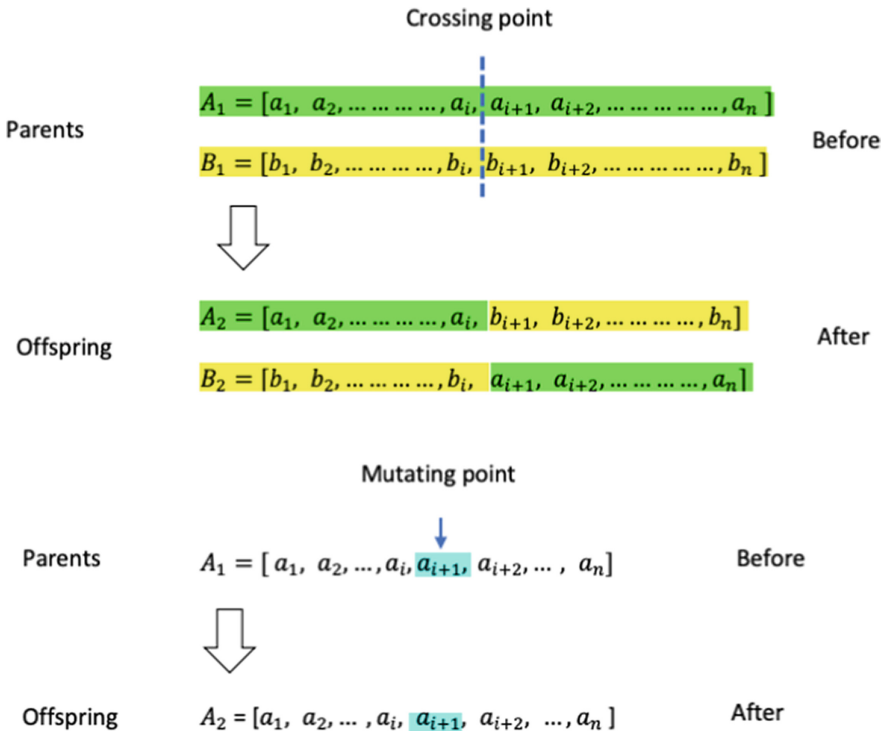 Crossing point
A₁ = [a₁, a₂, … … … …, aᵢ, aᵢ₊₁, aᵢ₊₂, … … … … …, aₙ ]
Parents
Before
B₁ = [b₁, b₂, … … … …, bᵢ, bᵢ₊₁, bᵢ₊₂, … … … … …, bₙ ]
A₂ = [a₁, a₂, … … … …, aᵢ, bᵢ₊₁, bᵢ₊₂, … … … …, bₙ]
Offspring
After
B₂ = [b₁, b₂, … … … …, bᵢ, aᵢ₊₁, aᵢ₊₂, … … … …, aₙ]
Mutating point
Parents A₁ = [ a₁, a₂, …, aᵢ, aᵢ₊₁, aᵢ₊₂, … , aₙ] Before
Offspring A₂ = [a₁, a₂, … , aᵢ, aᵢ₊₁, aᵢ₊₂, …, aₙ ] After